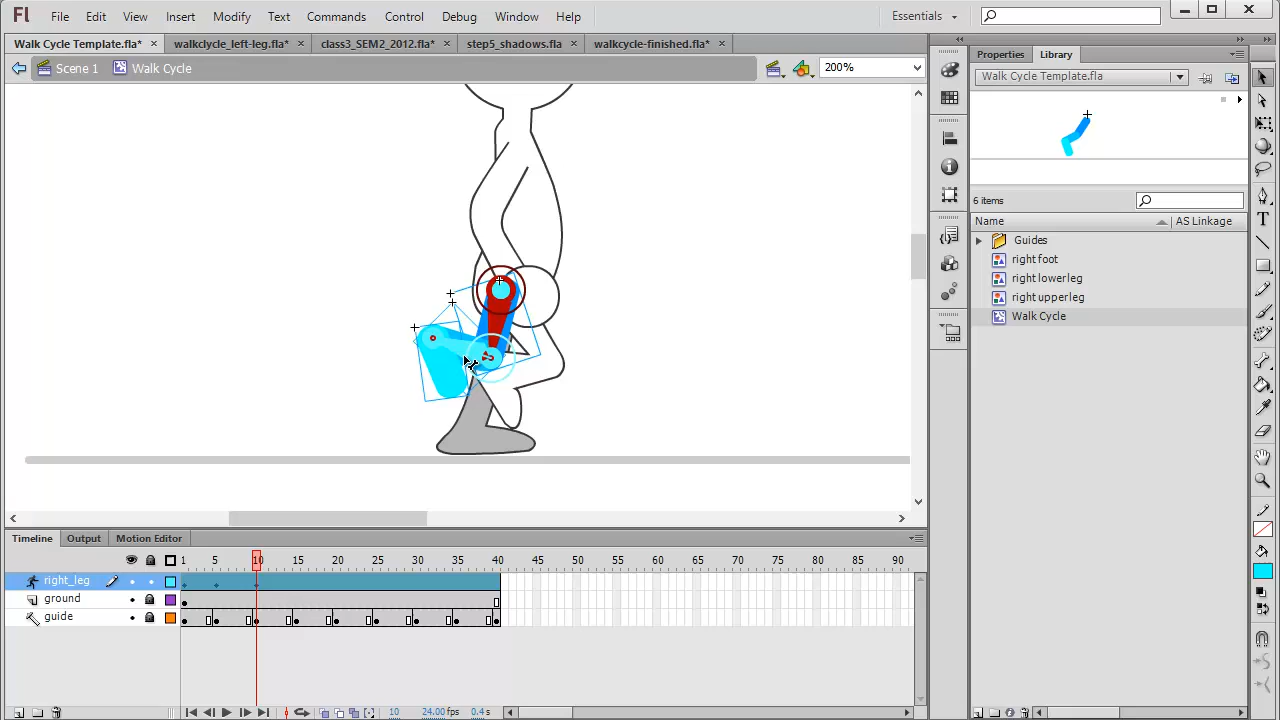 Fl File Edit View Insert Modify Text Commands Control Debug Window Help Essentials
Walk Cycle Template.fla* × walkclycle_left-leg.fla* × class3_SEM2_2012.fla* × step5_shadows.fla × walkcycle-finished.fla* × Properties Library
Scene 1 Walk Cycle 200% Walk Cycle Template.fla
6 items
Name AS Linkage
Guides
right foot
right lowerleg
right upperleg
Walk Cycle
Timeline Output Motion Editor
1 5 10 15 20 25 30 35 40 45 50 55 60 65 70 75 80 85 90
right_leg
ground
guide
10 24.00fps 0.4s